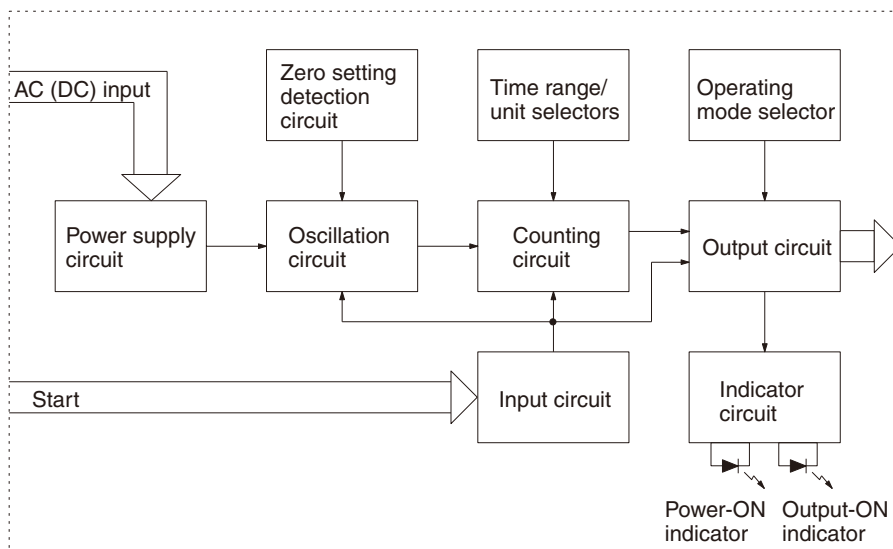 AC (DC) input
Zero setting
detection
circuit
Time range/
unit selectors
Operating
mode selector
Power supply
circuit
Oscillation
circuit
Counting
circuit
Output circuit
Start
Input circuit
Indicator
circuit
Power-ON
indicator
Output-ON
indicator